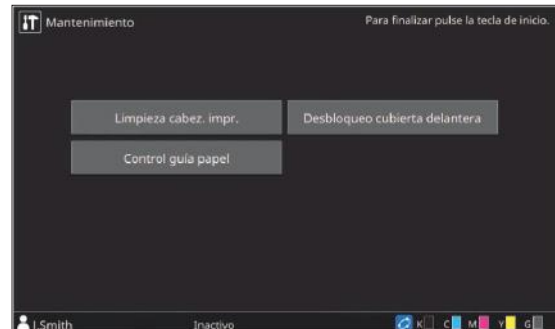 Mantenimiento
Para finalizar pulse la tecla de inicio.
Limpieza cabez. impr.
Desbloqueo cubierta delantera
Control guía papel
J.Smith
Inactivo
K C M Y G